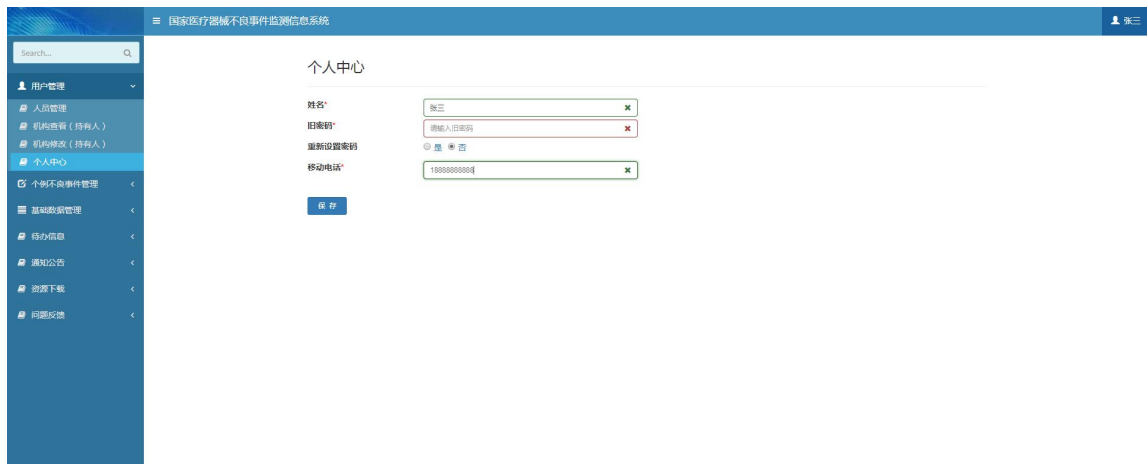 国家医疗器械不良事件监测信息系统
张三
Search...
用户管理
人员管理
机构查看（持有人）
机构修改（持有人）
个人中心
个例不良事件管理
基础数据管理
待办信息
通知公告
资源下载
问题反馈
个人中心
姓名*
张三
旧密码*
请输入旧密码
重新设置密码
是 否
移动电话*
18888888888
保 存